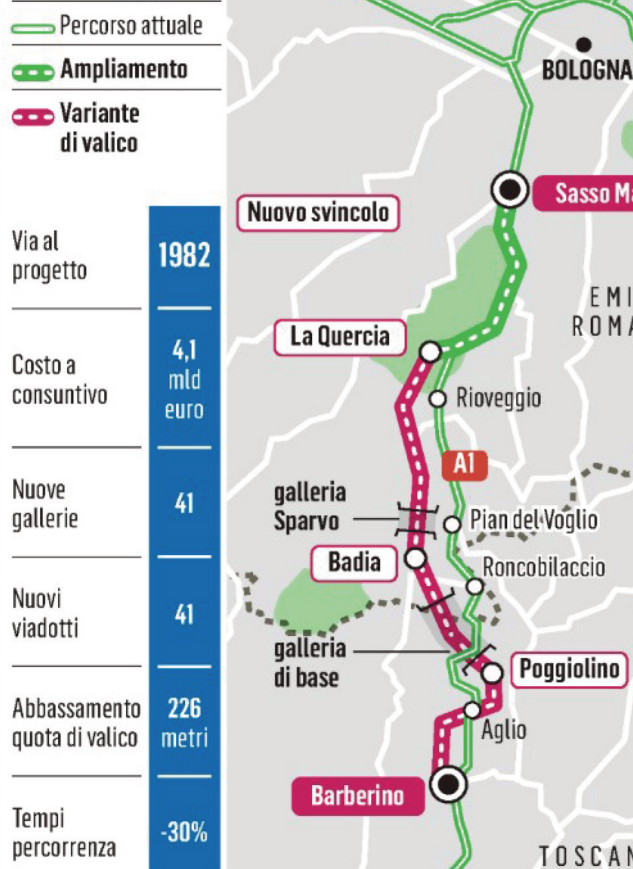 Percorso attuale
Ampliamento
Variante
di valico
Via al
progetto
1982
Costo a
consuntivo
4,1
mld
euro
Nuove
gallerie
41
Nuovi
viadotti
41
Abbassamento
quota di valico
226
metri
Tempi
percorrenza
-30%
BOLOGNA
Sasso Ma
Nuovo svincolo
EMI
ROMA
La Quercia
Rioveggio
A1
galleria
Sparvo
Pian del Voglio
Badia
Roncobilaccio
galleria
di base
Poggiolino
Aglio
Barberino
TOSCAN